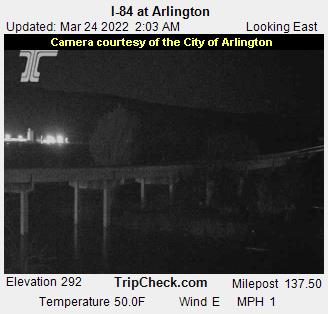 I-84 at Arlington
Updated: Mar 24 2022 2:03 AM Looking East
Camera courtesy of the City of Arlington
Elevation 292 TripCheck.com Milepost 137.50
Temperature 50.0F Wind E MPH 1